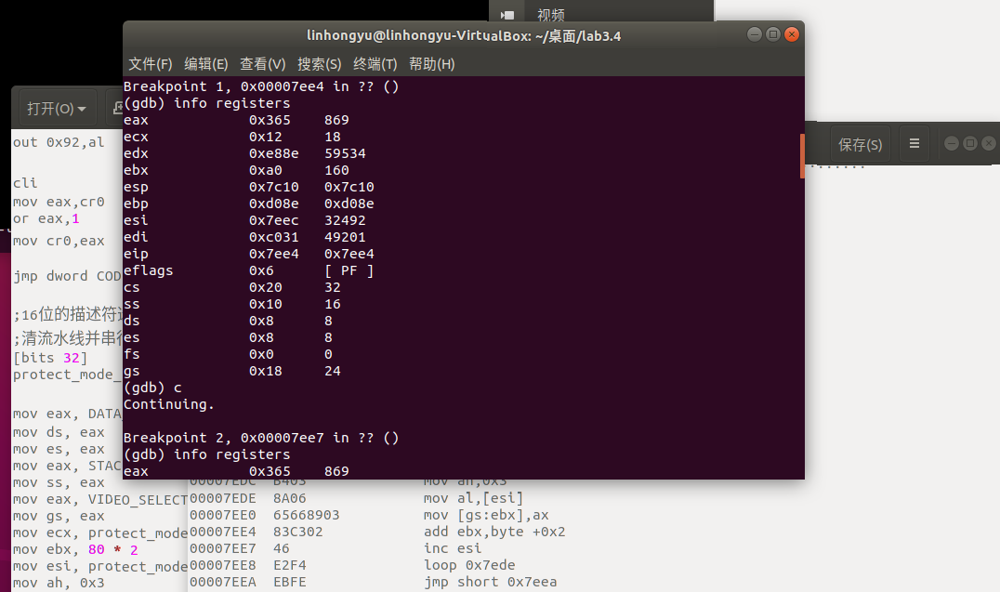 视频
linhongyu@linhongyu-VirtualBox: ~/桌面/lab3.4
文件(F) 编辑(E) 查看(V) 搜索(S) 终端(T) 帮助(H)
Breakpoint 1, 0x00007ee4 in ?? ()
(gdb) info registers
eax 0x365 869
ecx 0x12 18
edx 0xe88e 59534
ebx 0xa0 160
esp 0x7c10 0x7c10
ebp 0xd08e 0xd08e
esi 0x7eec 32492
edi 0xc031 49201
eip 0x7ee4 0x7ee4
eflags 0x6 [ PF ]
cs 0x20 32
ss 0x10 16
ds 0x8 8
es 0x8 8
fs 0x0 0
gs 0x18 24
(gdb) c
Continuing.
Breakpoint 2, 0x00007ee7 in ?? ()
(gdb) info registers
eax 0x365 869
打开(O)
out 0x92,al
cli
mov eax,cr0
or eax,1
mov cr0,eax
jmp dword COD
;16位的描述符
;清流水线并串
[bits 32]
protect_mode_
mov eax, DATA
mov ds, eax
mov es, eax
mov eax, STAC
mov ss, eax
mov eax, VIDEO_SELECT
mov gs, eax
mov ecx, protect_mode
mov ebx, 80 * 2
mov esi, protect_mode
mov ah, 0x3
保存(S)
00007EDC B403 mov ah,0x3
00007EDE 8A06 mov al,[esi]
00007EE0 65668903 mov [gs:ebx],ax
00007EE4 83C302 add ebx,byte +0x2
00007EE7 46 inc esi
00007EE8 E2F4 loop 0x7ede
00007EEA EBFE jmp short 0x7eea